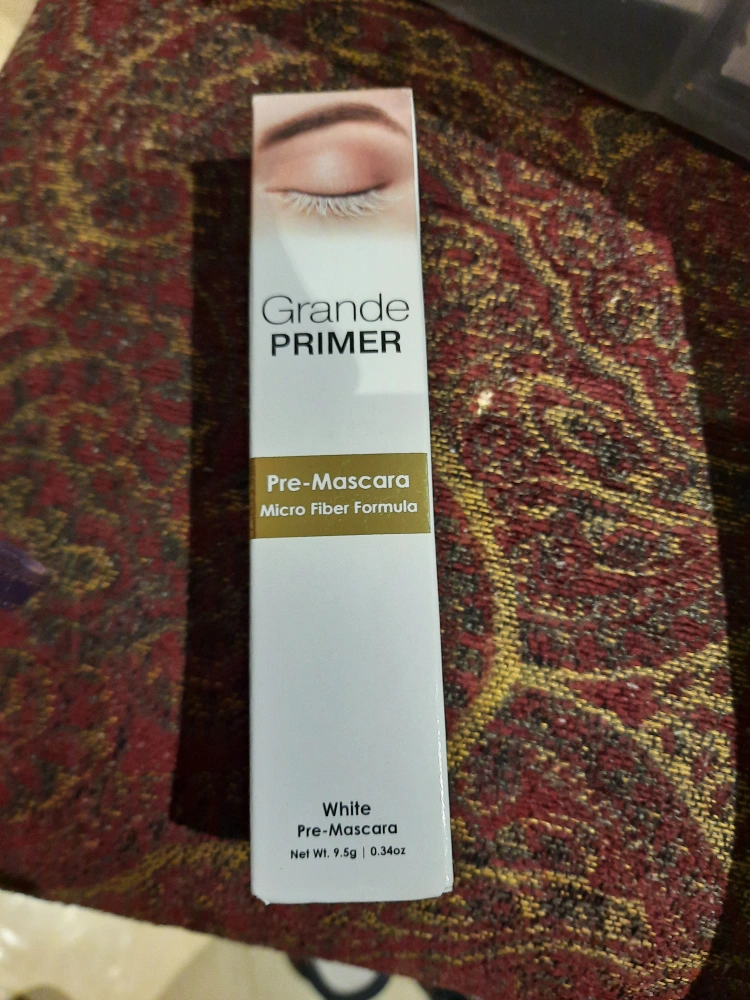 Grande
PRIMER
Pre-Mascara
Micro Fiber Formula
White
Pre-Mascara
Net Wt. 9.5g | 0.34oz